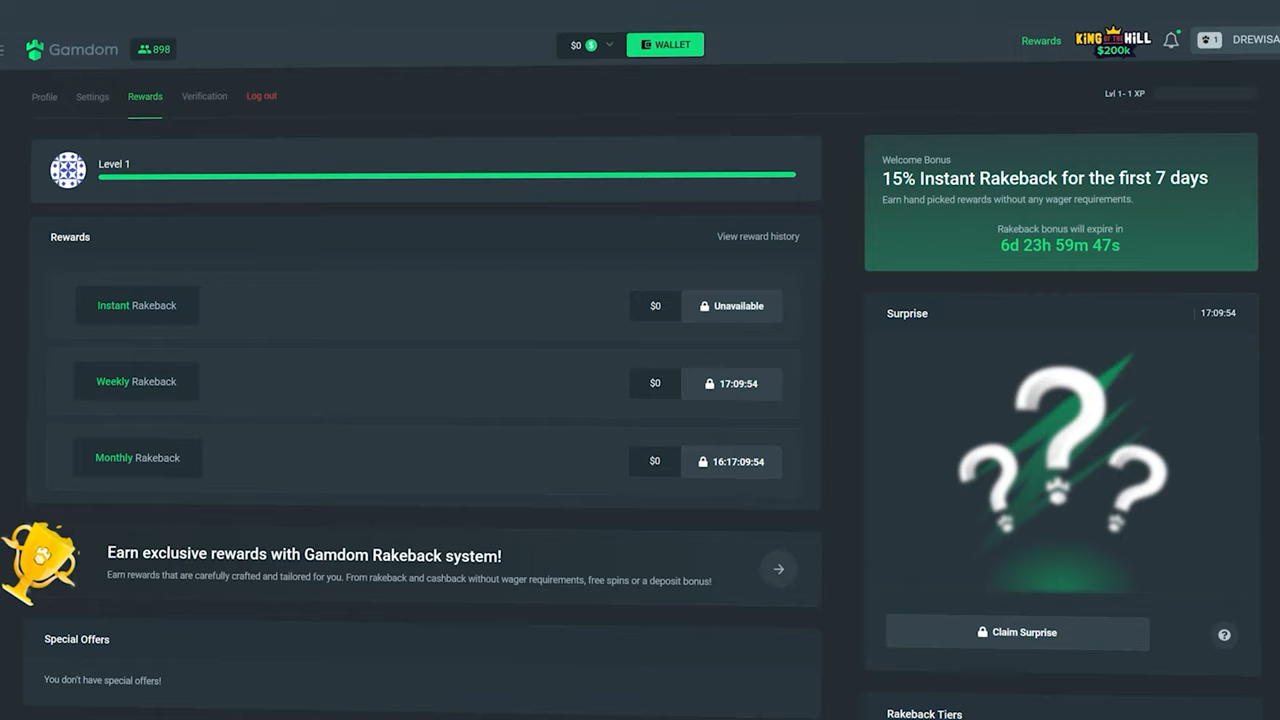 Gamdom
898
$0
WALLET
Rewards
KING OF THE HILL
$200k
1
Profile
Settings
Rewards
Verification
Log out
Lvl 1- 1 XP
Level 1
Welcome Bonus
15% Instant Rakeback for the first 7 days
Earn hand picked rewards without any wager requirements.
Rakeback bonus will expire in
6d 23h 59m 47s
Rewards
View reward history
Instant Rakeback
$0
Unavailable
Weekly Rakeback
$0
17:09:54
Monthly Rakeback
$0
16:17:09:54
Surprise
17:09:54
???
Claim Surprise
?
Earn exclusive rewards with Gamdom Rakeback system!
Earn rewards that are carefully crafted and tailored for you. From rakeback and cashback without wager requirements, free spins or a deposit bonus!
Special Offers
You don't have special offers!
Rakeback Tiers